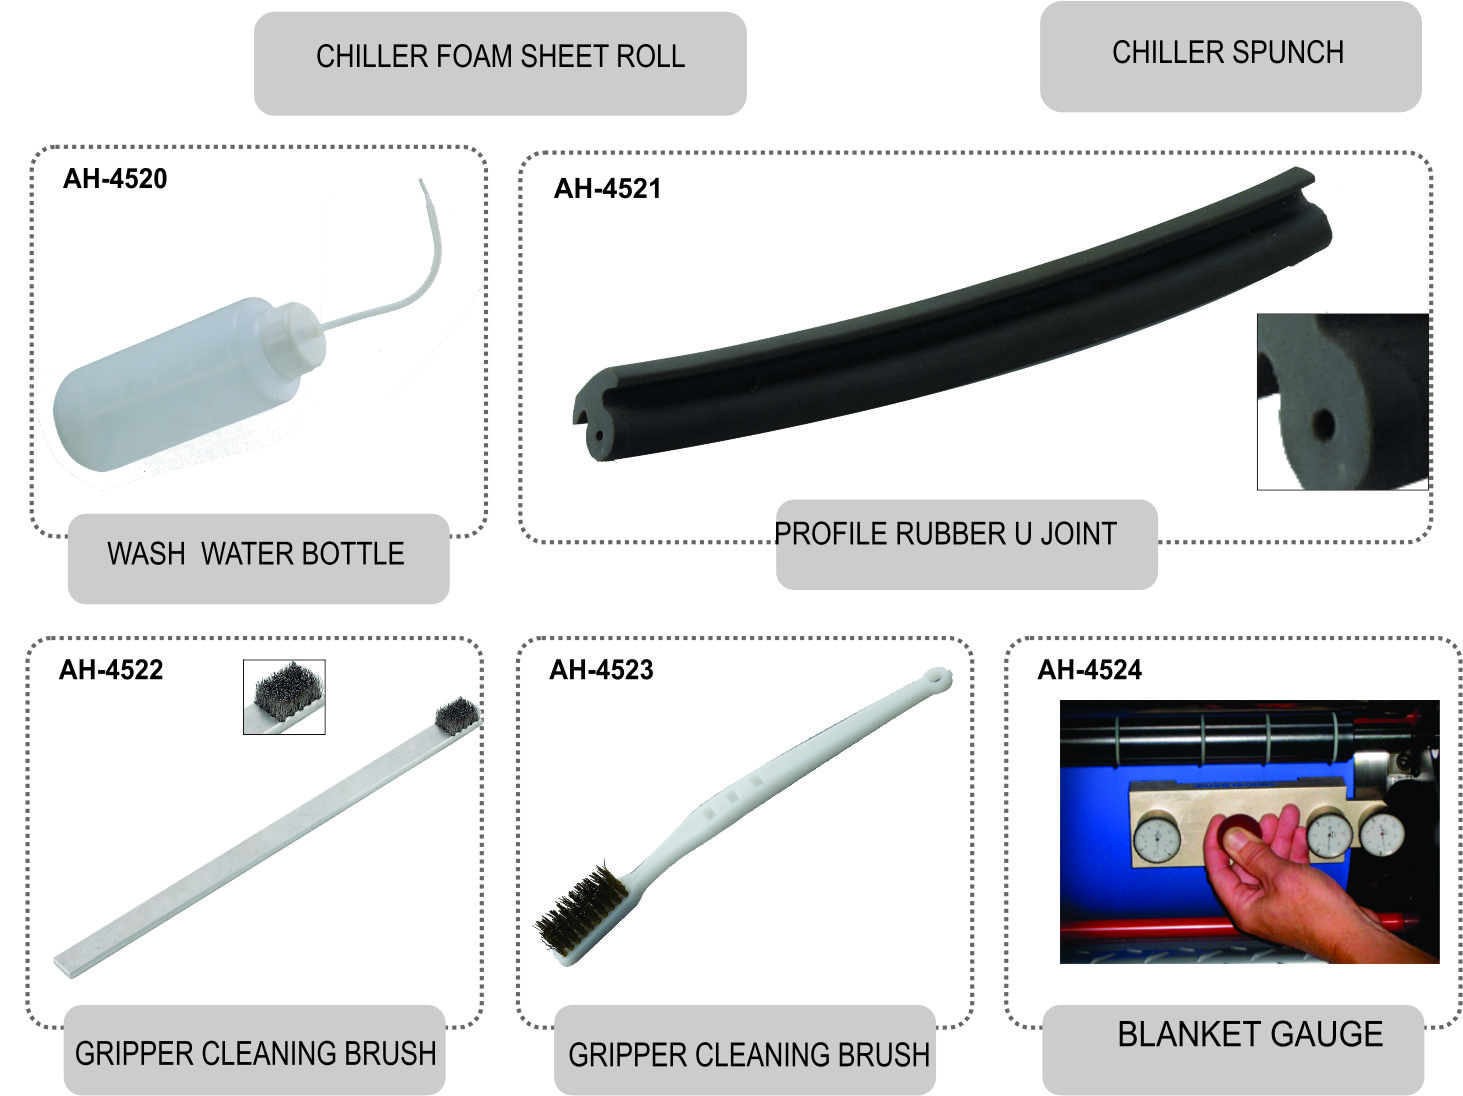 CHILLER FOAM SHEET ROLL
CHILLER SPUNCH
AH-4520
AH-4521
WASH  WATER BOTTLE
PROFILE RUBBER U JOINT
AH-4522
AH-4523
AH-4524
GRIPPER CLEANING BRUSH
GRIPPER CLEANING BRUSH
BLANKET GAUGE